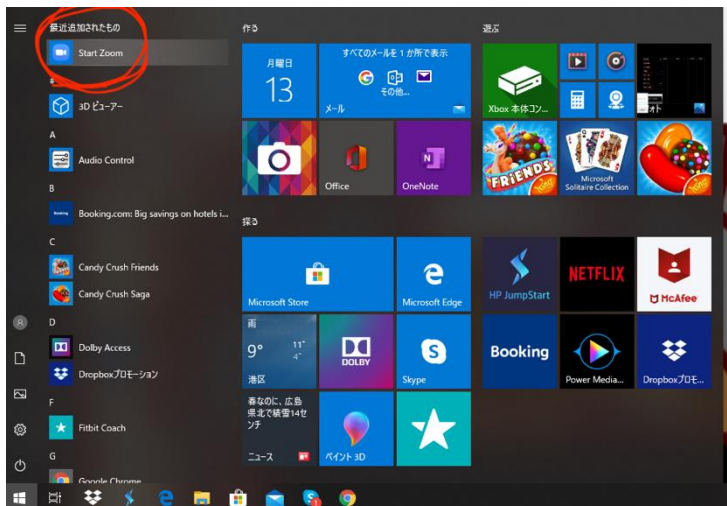 最近追加されたもの
Start Zoom
3D ビューアー
A
Audio Control
B
Booking.com: Big savings on hotels i...
C
Candy Crush Friends
Candy Crush Saga
D
Dolby Access
Dropboxプロモーション
F
Fitbit Coach
G
Google Chrome
作る
月曜日
13
すべてのメールを 1 か所で表示
その他...
メール
Office
OneNote
探る
Microsoft Store
Microsoft Edge
雨
9°
11°
4°
港区
DOLBY
Skype
春なのに、広島
県北で積雪14セ
ンチ
ニュース
ペイント 3D
遊ぶ
Xbox 本体コン...
フォト
FRIENDS
Microsoft
Solitaire Collection
HP JumpStart
NETFLIX
McAfee
Booking
Power Media...
Dropboxプロモ...